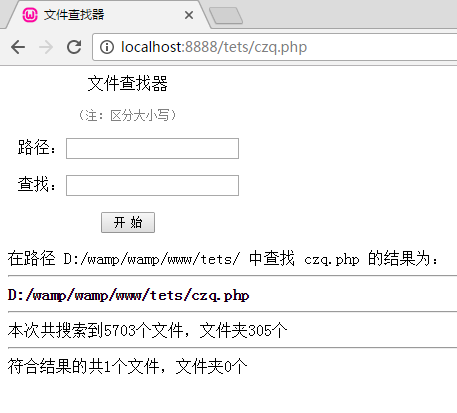 文件查找器
localhost:8888/tets/czq.php
文件查找器
（注：区分大小写）
路径：
查找：
开 始
在路径 D:/wamp/wamp/www/tets/ 中查找 czq.php 的结果为：
D:/wamp/wamp/www/tets/czq.php
本次共搜索到5703个文件，文件夹305个
符合结果的共1个文件，文件夹0个